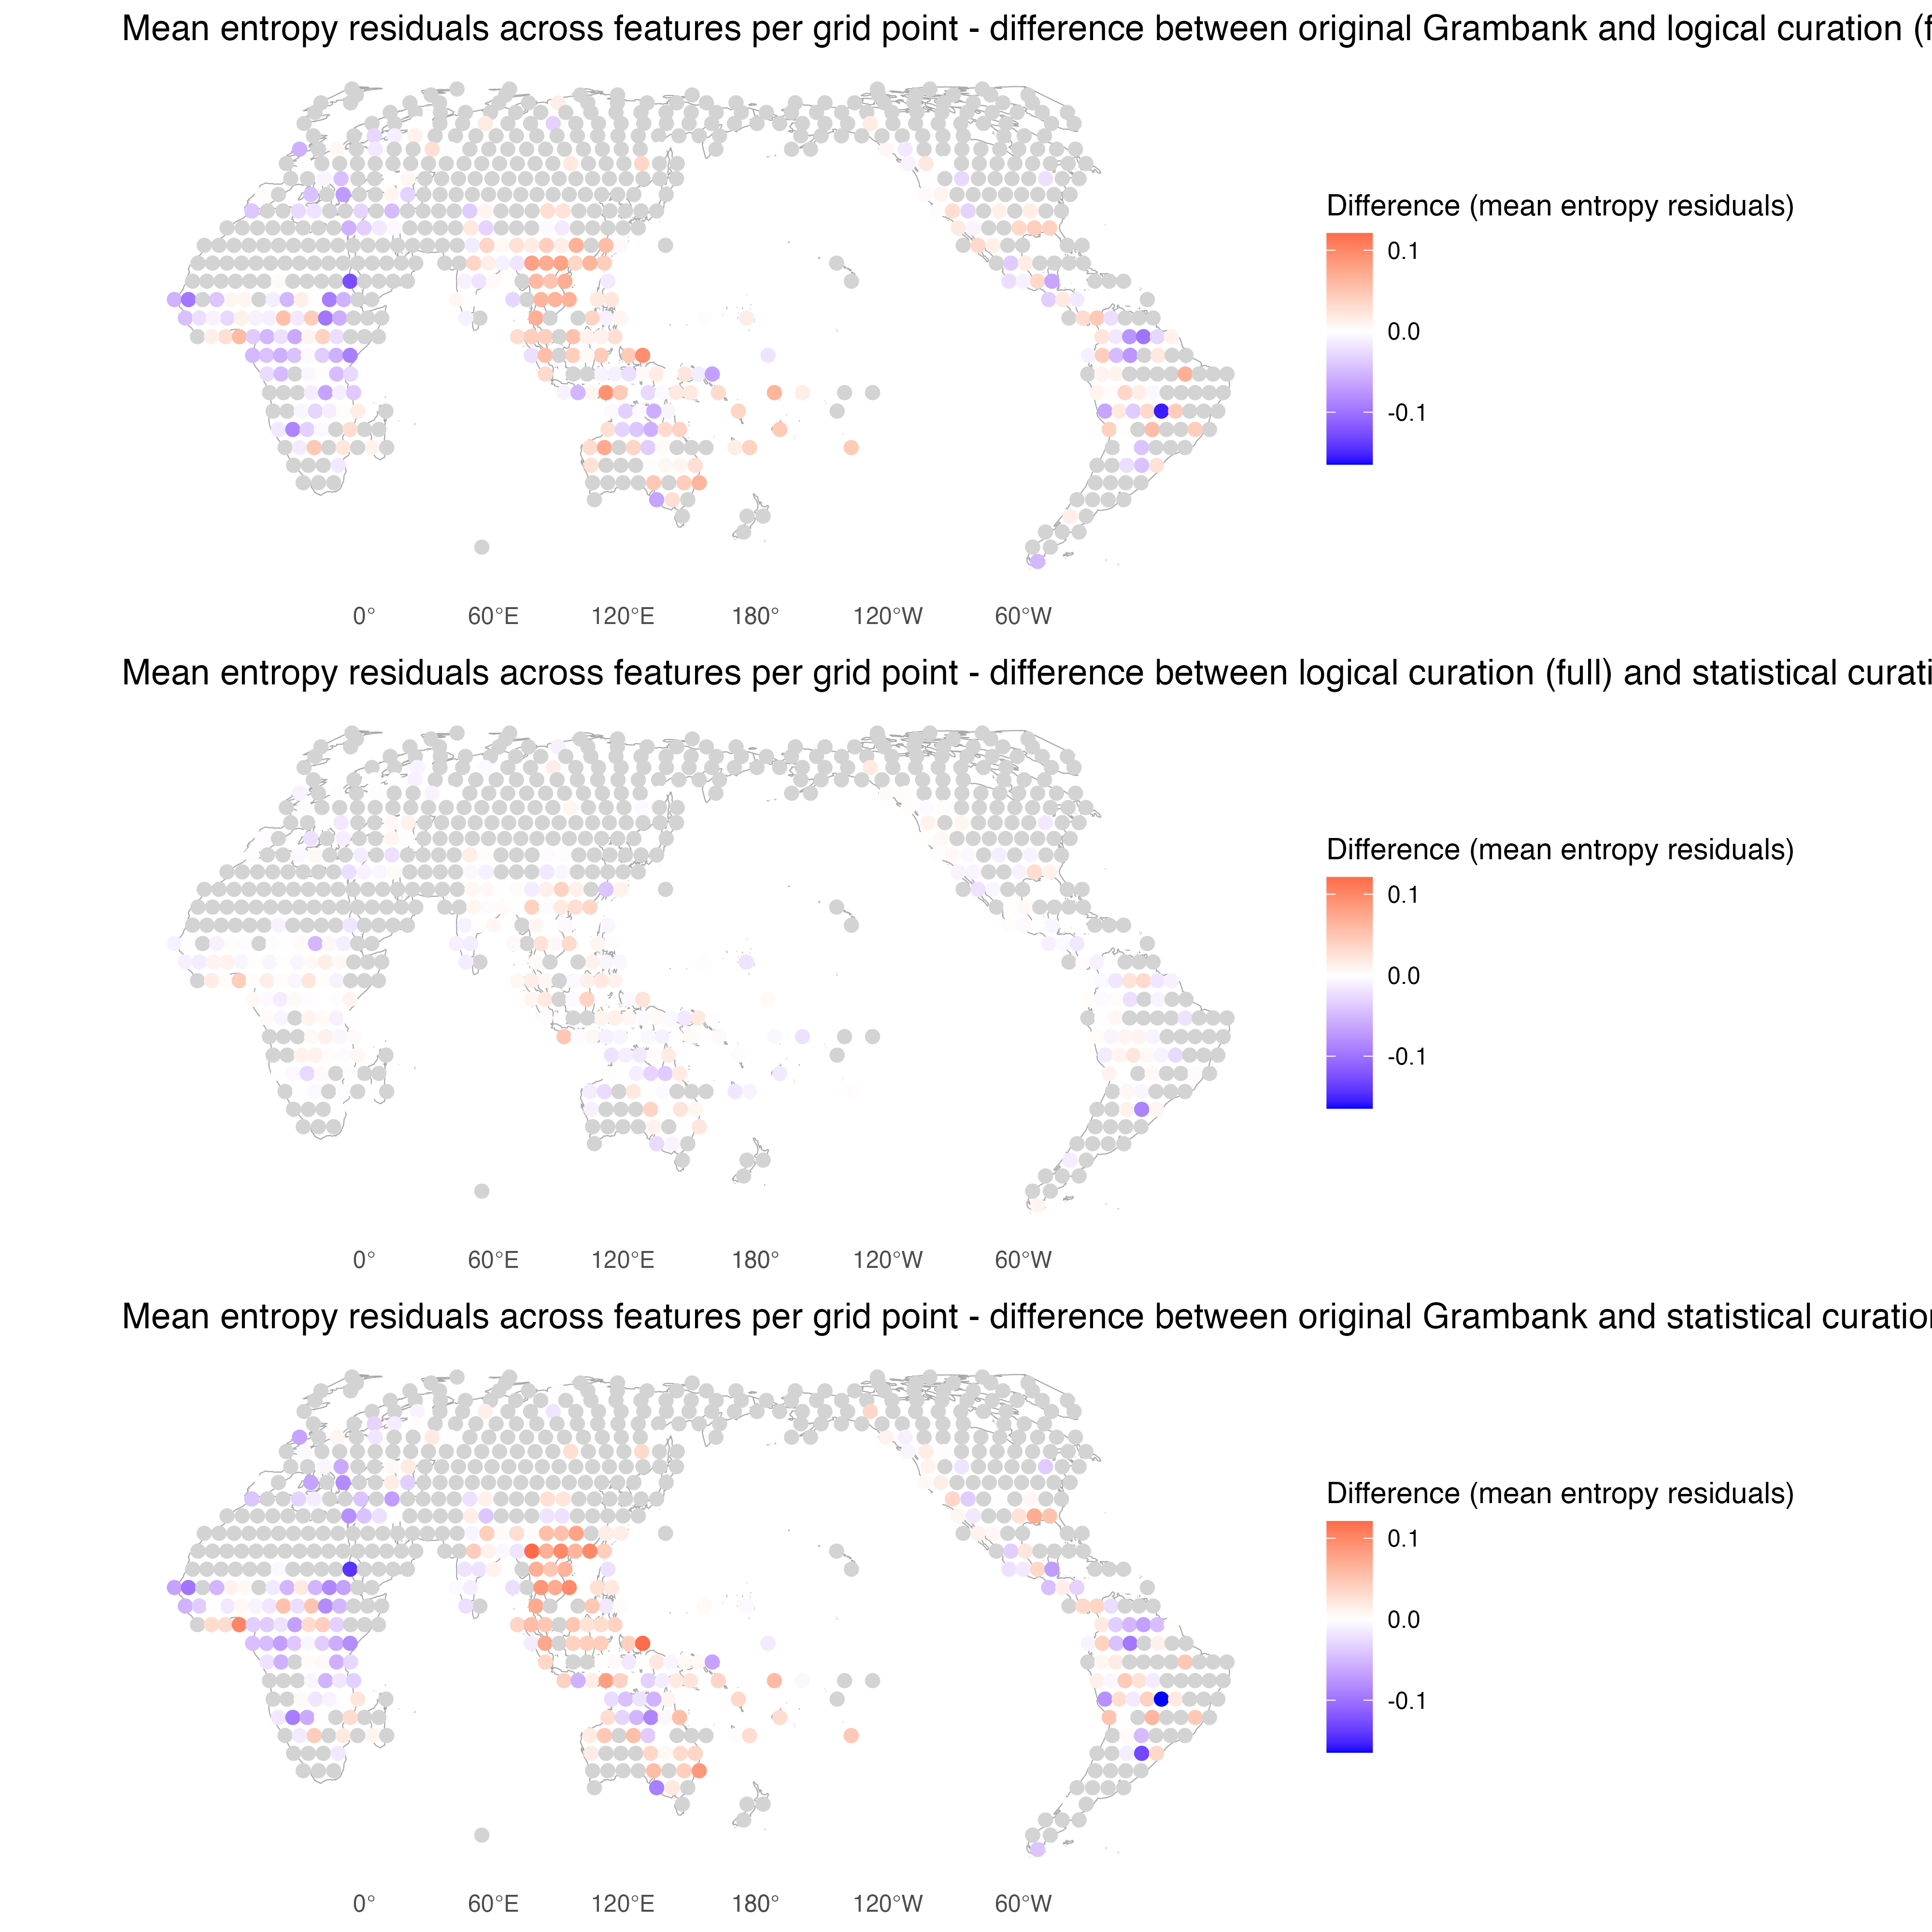 Mean entropy residuals across features per grid point - difference between original Grambank and logical curation (f
Difference (mean entropy residuals)
0.1
0.0
-0.1
0° 60°E 120°E 180° 120°W 60°W
Mean entropy residuals across features per grid point - difference between logical curation (full) and statistical curati
Difference (mean entropy residuals)
0.1
0.0
-0.1
0° 60°E 120°E 180° 120°W 60°W
Mean entropy residuals across features per grid point - difference between original Grambank and statistical curation
Difference (mean entropy residuals)
0.1
0.0
-0.1
0° 60°E 120°E 180° 120°W 60°W